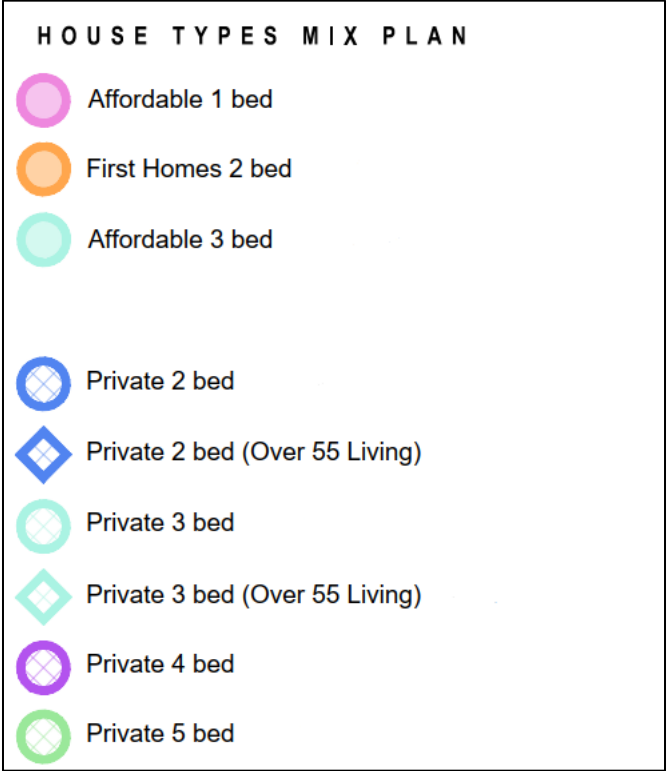 HOUSE TYPES MIX PLAN
Affordable 1 bed
First Homes 2 bed
Affordable 3 bed
Private 2 bed
Private 2 bed (Over 55 Living)
Private 3 bed
Private 3 bed (Over 55 Living)
Private 4 bed
Private 5 bed